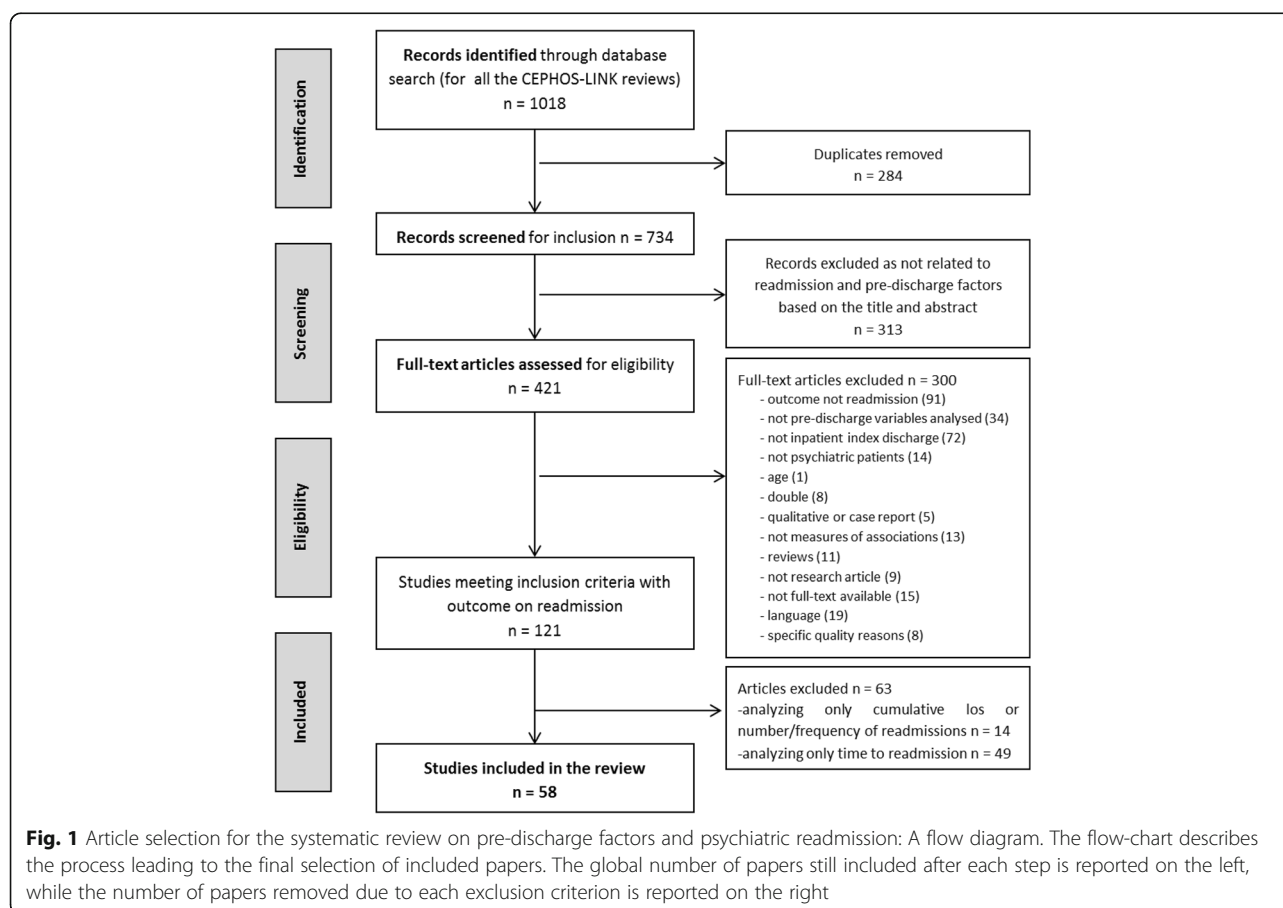 Identification
Records identified through database
search (for all the CEPHOS-LINK reviews)
n = 1018
Duplicates removed
n = 284
Records screened for inclusion n = 734
Screening
Records excluded as not related to
readmission and pre-discharge factors
based on the title and abstract
n = 313
Full-text articles assessed for eligibility
n = 421
Full-text articles excluded n = 300
- outcome not readmission (91)
- not pre-discharge variables analysed (34)
- not inpatient index discharge (72)
- not psychiatric patients (14)
- age (1)
- double (8)
- qualitative or case report (5)
- not measures of associations (13)
- reviews (11)
- not research article (9)
- not full-text available (15)
- language (19)
- specific quality reasons (8)
Eligibility
Studies meeting inclusion criteria with
outcome on readmission
n = 121
Included
Articles excluded n = 63
-analyzing only cumulative los or
number/frequency of readmissions n = 14
-analyzing only time to readmission n = 49
Studies included in the review
n = 58
Fig. 1 Article selection for the systematic review on pre-discharge factors and psychiatric readmission: A flow diagram. The flow-chart describes
the process leading to the final selection of included papers. The global number of papers still included after each step is reported on the left,
while the number of papers removed due to each exclusion criterion is reported on the right